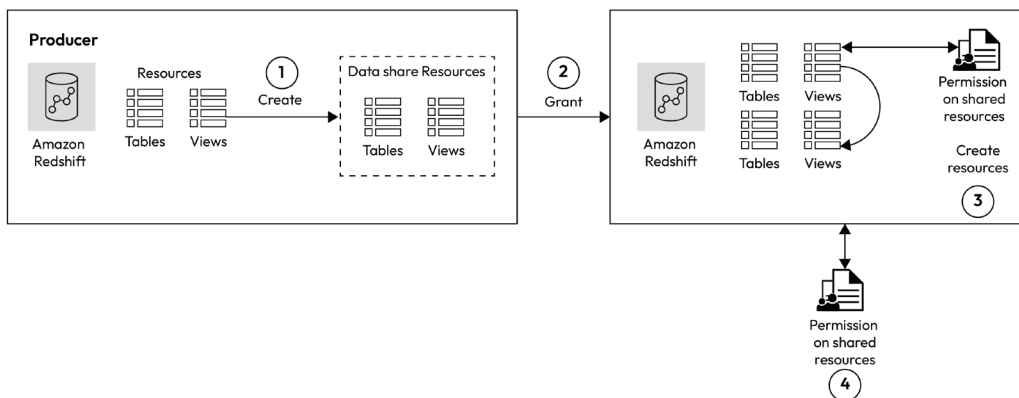 Producer
Amazon
Redshift
Resources
Tables
Views
1
Create
Data share Resources
Tables
Views
2
Grant
Amazon
Redshift
Tables
Views
Tables
Views
Permission
on shared
resources
Create
resources
3
Permission
on shared
resources
4